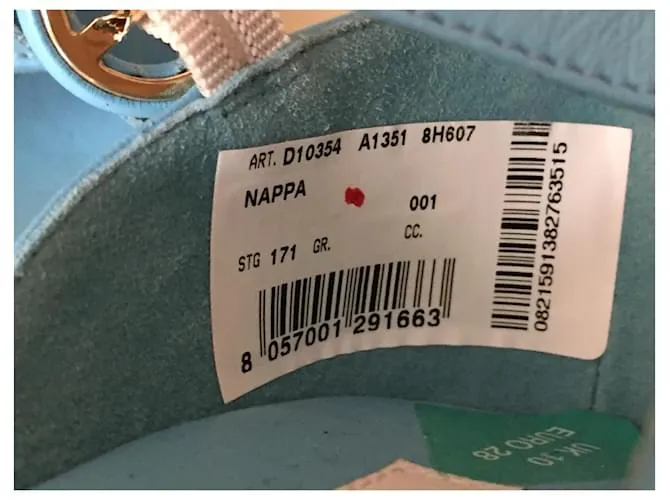 ART. D10354 A1351 8H607
NAPPA
001
STG 171 GR. CC.
8 057001 291663
0821591382763515
UK 10
EURO 28